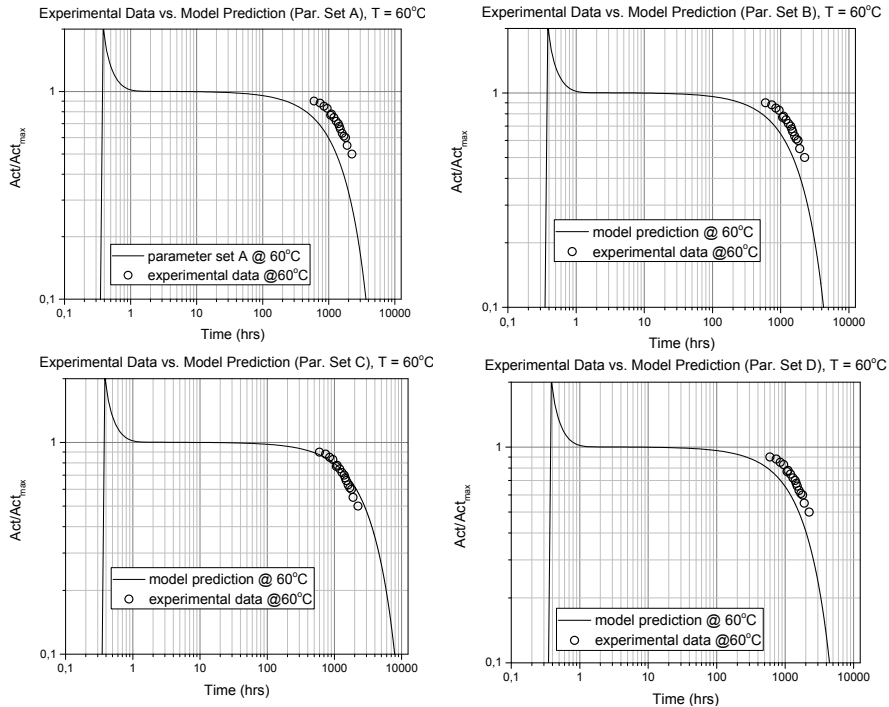 Experimental Data vs. Model Prediction (Par. Set A), T = 60°C
1
0,1
Act/Act_max
parameter set A @ 60°C
experimental data @60°C
0,1 1 10 100 1000 10000
Time (hrs)
Experimental Data vs. Model Prediction (Par. Set B), T = 60°C
1
0,1
Act/Act_max
model prediction @ 60°C
experimental data @60°C
0,1 1 10 100 1000 10000
Time (hrs)
Experimental Data vs. Model Prediction (Par. Set C), T = 60°C
1
0,1
Act/Act_max
model prediction @ 60°C
experimental data @60°C
0,1 1 10 100 1000 10000
Time (hrs)
Experimental Data vs. Model Prediction (Par. Set D), T = 60°C
1
0,1
Act/Act_max
model prediction @ 60°C
experimental data @60°C
0,1 1 10 100 1000 10000
Time (hrs)